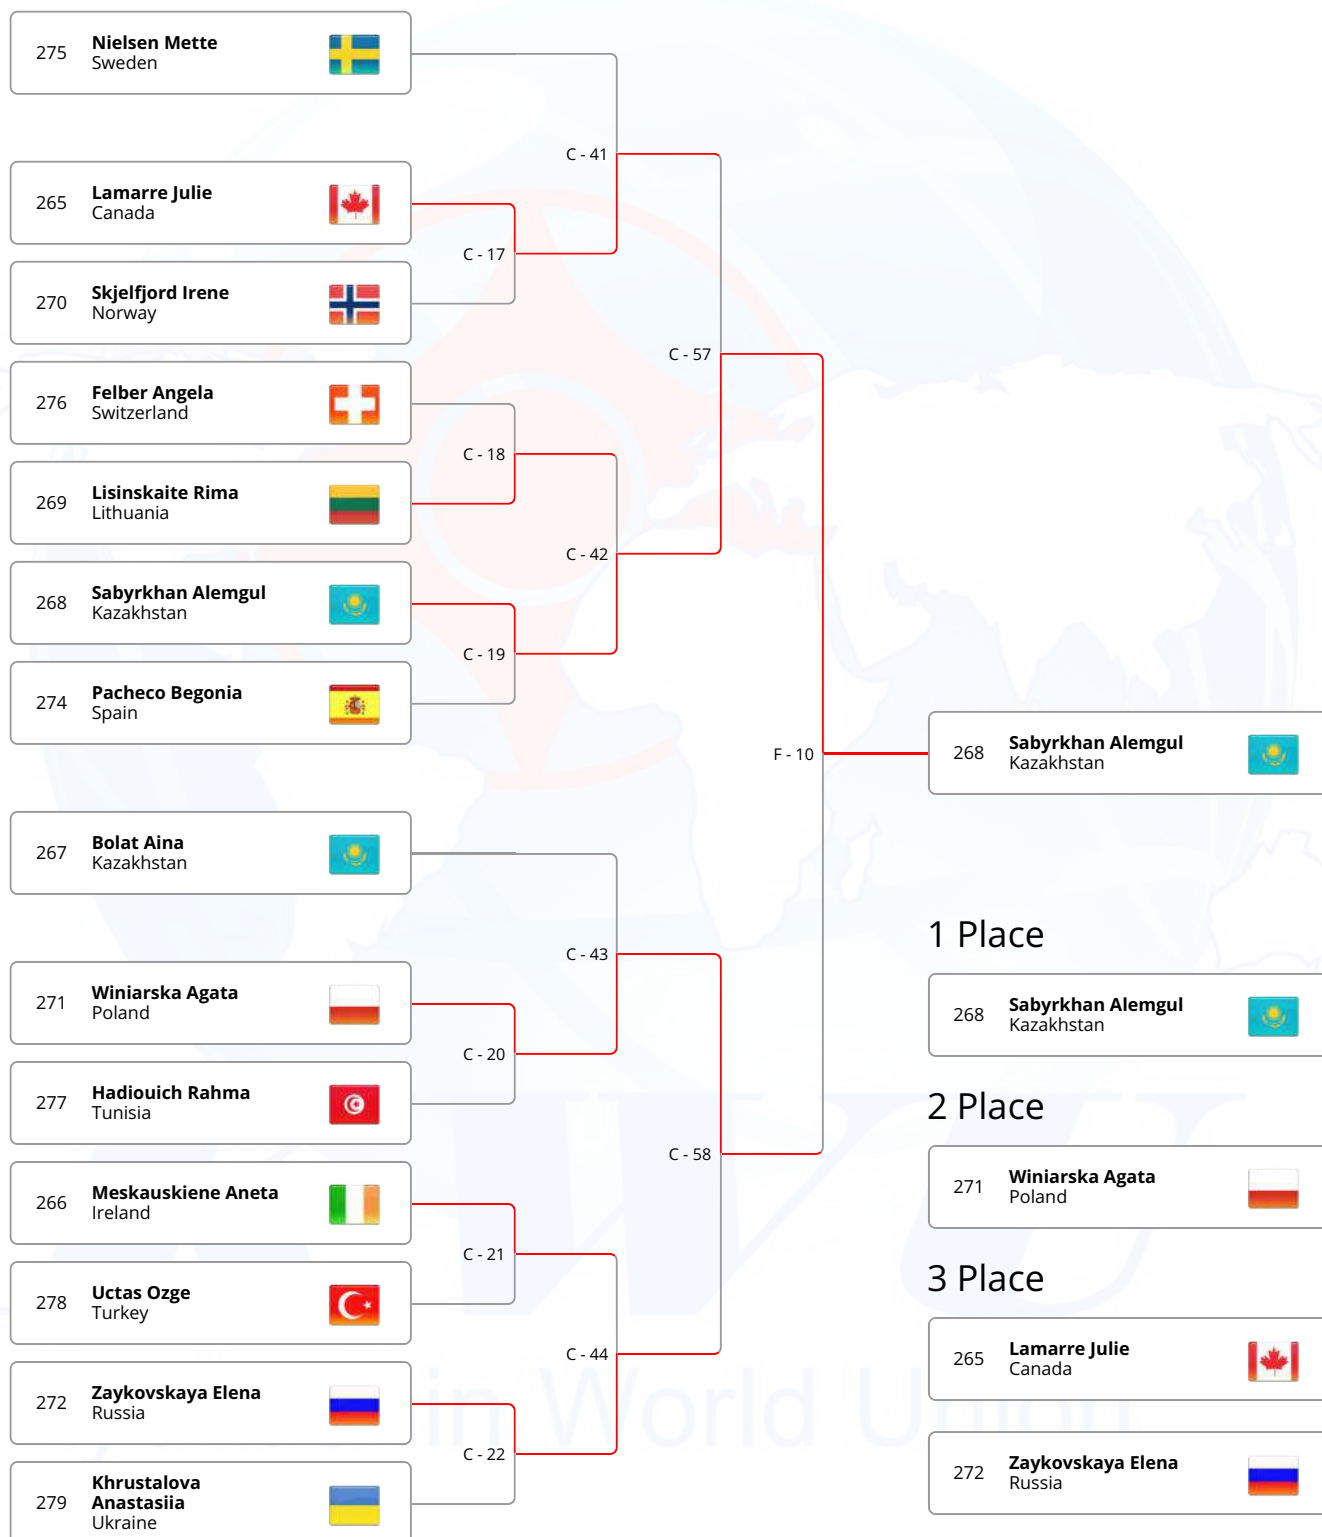 275
Nielsen Mette
Sweden
C - 41
265
Lamarre Julie
Canada
C - 17
270
Skjelfjord Irene
Norway
C - 57
276
Felber Angela
Switzerland
C - 18
269
Lisinskaite Rima
Lithuania
C - 42
268
Sabyrkhan Alemgul
Kazakhstan
C - 19
274
Pacheco Begonia
Spain
F - 10
268
Sabyrkhan Alemgul
Kazakhstan
267
Bolat Aina
Kazakhstan
C - 43
271
Winiarska Agata
Poland
C - 20
277
Hadiouich Rahma
Tunisia
C - 58
266
Meskauskiene Aneta
Ireland
C - 21
278
Uctas Ozge
Turkey
C - 44
272
Zaykovskaya Elena
Russia
C - 22
279
Khrustalova
Anastasiia
Ukraine
1 Place
268
Sabyrkhan Alemgul
Kazakhstan
2 Place
271
Winiarska Agata
Poland
3 Place
265
Lamarre Julie
Canada
272
Zaykovskaya Elena
Russia
WU
World Union